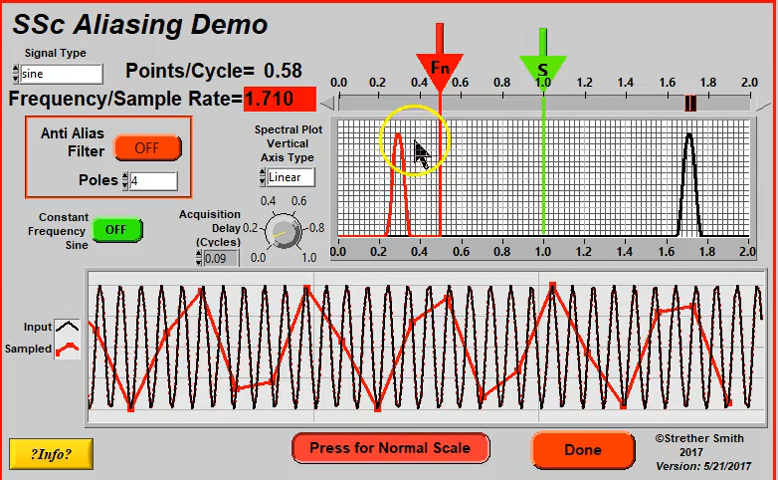 SSc Aliasing Demo
Signal Type
sine
Points/Cycle= 0.58
Frequency/Sample Rate= 1.710
Fn
S
0.0 0.2 0.4 0.6 0.8 1.0 1.2 1.4 1.6 1.8 2.0
Anti Alias
Filter
OFF
Poles 4
Spectral Plot
Vertical
Axis Type
Linear
Constant
Frequency
Sine
OFF
Acquisition
Delay
(Cycles)
0.09
0.0 0.2 0.4 0.6 0.8 1.0
0.0 0.2 0.4 0.6 0.8 1.0 1.2 1.4 1.6 1.8 2.0
Input
Sampled
?Info?
Press for Normal Scale
Done
©Strether Smith
2017
Version: 5/21/2017